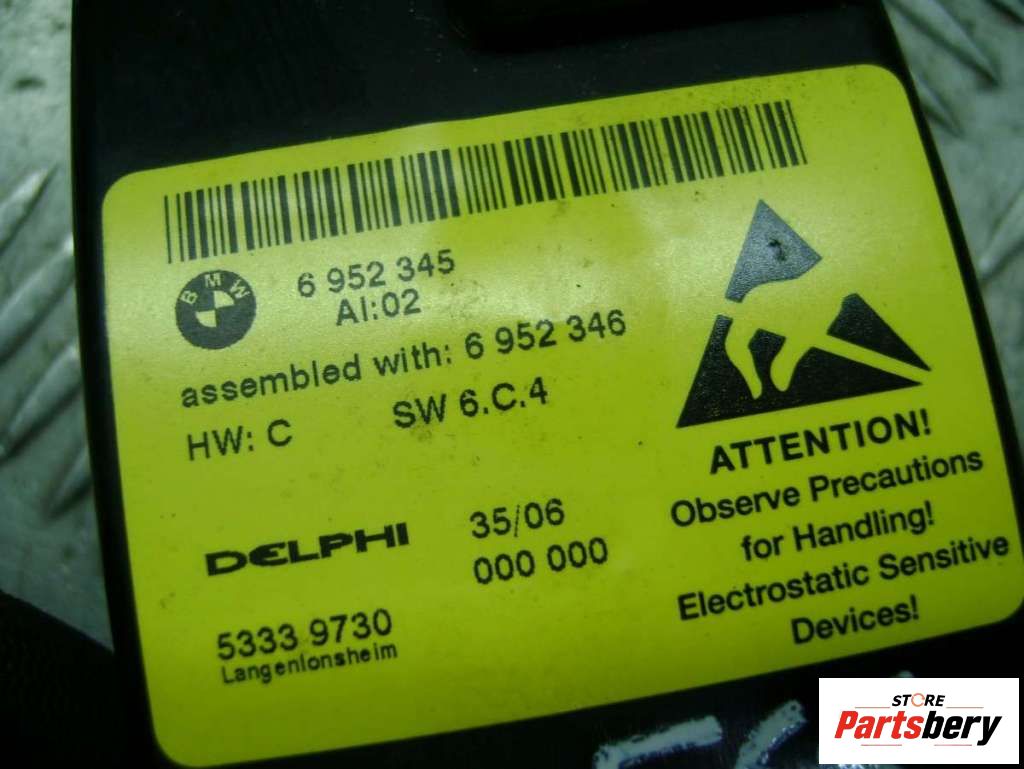 BMW
6 952 345
AI:02
assembled with: 6 952 346
HW: C SW 6.C.4
DELPHI
35/06
000 000
5333 9730
Langenlonsheim
ATTENTION!
Observe Precautions
for Handling!
Electrostatic Sensitive
Devices!
STORE
Partsbery